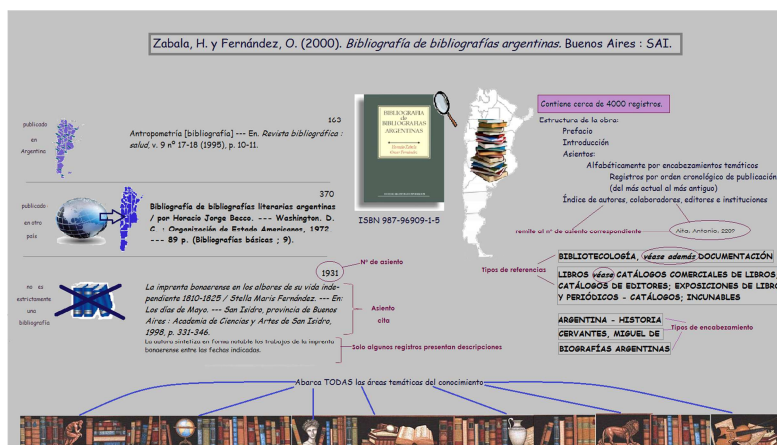 Zabala, H. y Fernández, O. (2000). Bibliografía de bibliografías argentinas. Buenos Aires : SAI.
publicado
en
Argentina
165
Antropometría [bibliografía] --- En. Revista bibliográfica :
salud, v. 9 nº 17-18 (1995), p. 10-11.
publicado
en otro
país
370
Bibliografía de bibliografías literarias argentinas
/ por Horacio Jorge Becco. --- Washington. D.
C. : Organización de Estado Americanos, 1972
--- 89 p. (Bibliografías básicas ; 9).
no es
estrictamente
una
bibliografía
1931
Nº de asiento
La imprenta bonaerense en los albores de su vida inde-
pendiente 1810-1825 / Stella Maris Fernández. --- En:
Los días de Mayo. --- San Isidro, provincia de Buenos
Aires : Academia de Ciencias y Artes de San Isidro,
1998, p. 331-346.
Asiento
cita
La autora sintetiza en forma notable los trabajos de la imprenta
bonaerense entre las fechas indicadas.
Solo algunos registros presentan descripciones
BIBLIOGRAFIA
de
BIBLIOGRAFIAS
ARGENTINAS
ISBN 987-96909-1-5
Contiene cerca de 4000 registros.
Estructura de la obra:
Prefacio
Introducción
Asientos:
Alfabéticamente por encabezamientos temáticos
Registros por orden cronológico de publicación
(del más actual al más antiguo)
Índice de autores, colaboradores, editores e instituciones
remite al nº de asiento correspondiente
Aita, Antonio, 2209
Tipos de referencias
BIBLIOTECOLOGÍA, véase además DOCUMENTACIÓN
LIBROS véase CATÁLOGOS COMERCIALES DE LIBROS;
CATÁLOGOS DE EDITORES; EXPOSICIONES DE LIBRO
Y PERIÓDICOS - CATÁLOGOS; INCUNABLES
ARGENTINA - HISTORIA
CERVANTES, MIGUEL DE
BIOGRAFÍAS ARGENTINAS
Tipos de encabezamiento
Abarca TODAS las áreas temáticas del conocimiento